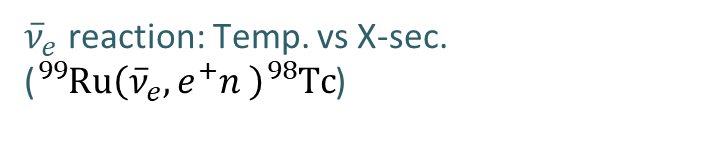 ν̄ₑ reaction: Temp. vs X-sec.
(⁹⁹Ru(ν̄ₑ, e⁺n )⁹⁸Tc)